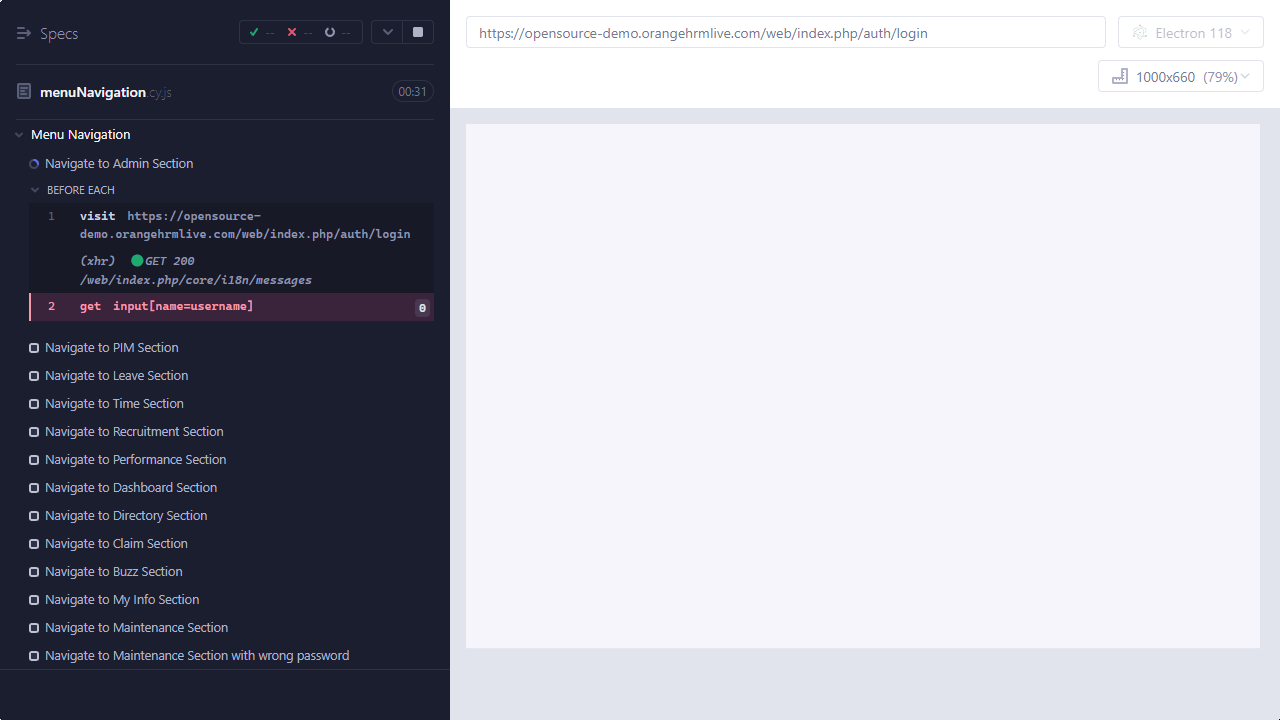 Specs
-- -- --
menuNavigation.cy.js
00:31
Menu Navigation
Navigate to Admin Section
BEFORE EACH
1 visit https://opensource-
demo.orangehrmlive.com/web/index.php/auth/login
(xhr) GET 200
/web/index.php/core/i18n/messages
2 get input[name=username] 0
Navigate to PIM Section
Navigate to Leave Section
Navigate to Time Section
Navigate to Recruitment Section
Navigate to Performance Section
Navigate to Dashboard Section
Navigate to Directory Section
Navigate to Claim Section
Navigate to Buzz Section
Navigate to My Info Section
Navigate to Maintenance Section
Navigate to Maintenance Section with wrong password
https://opensource-demo.orangehrmlive.com/web/index.php/auth/login
Electron 118
1000x660 (79%)